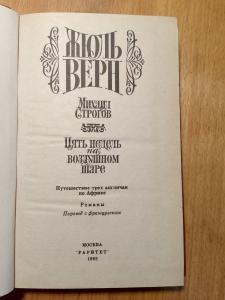 ЖЮЛЬ
ВЕРН
Михаил
Строгов
Пять недель
на
воздушном
шаре
Путешествие трех англичан
по Африке
Романы
Перевод с французского
МОСКВА
"РАРИТЕТ"
1992